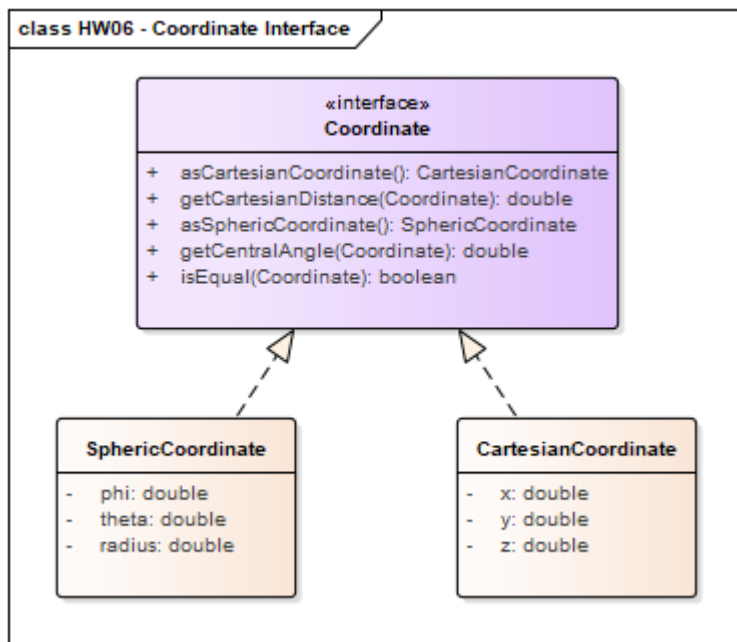 class HW06 - Coordinate Interface
«interface»
Coordinate
+ asCartesianCoordinate(): CartesianCoordinate
+ getCartesianDistance(Coordinate): double
+ asSphericCoordinate(): SphericCoordinate
+ getCentralAngle(Coordinate): double
+ isEqual(Coordinate): boolean
SphericCoordinate
- phi: double
- theta: double
- radius: double
CartesianCoordinate
- x: double
- y: double
- z: double